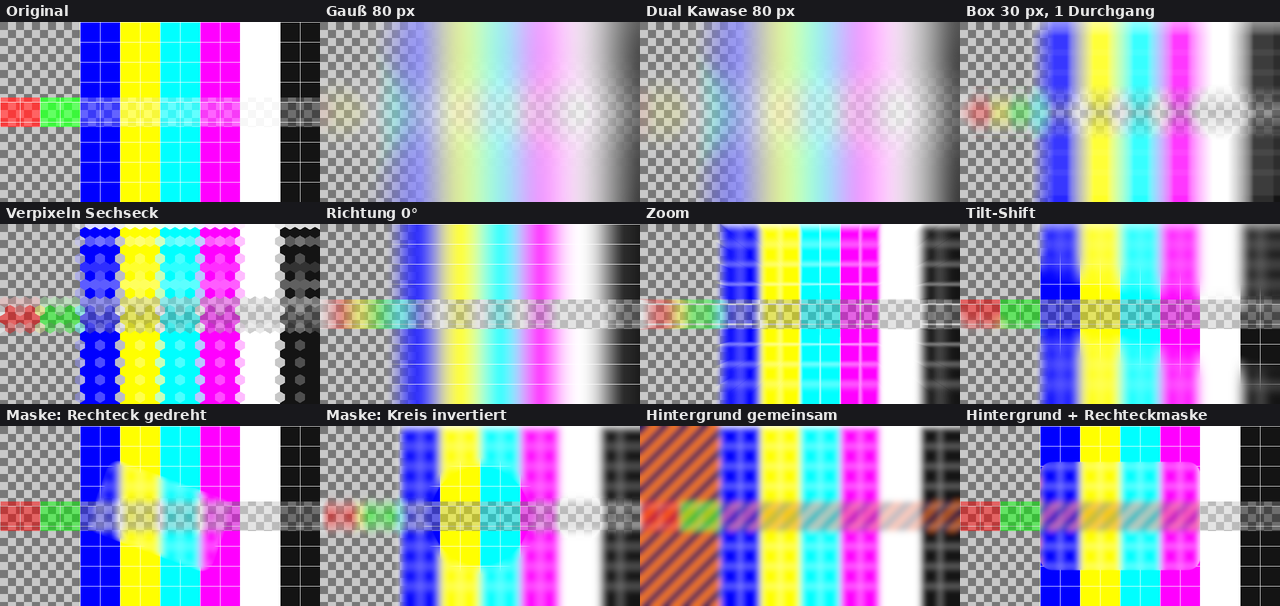 Original
Gauß 80 px
Dual Kawase 80 px
Box 30 px, 1 Durchgang
Verpixeln Sechseck
Richtung 0°
Zoom
Tilt-Shift
Maske: Rechteck gedreht
Maske: Kreis invertiert
Hintergrund gemeinsam
Hintergrund + Rechteckmaske